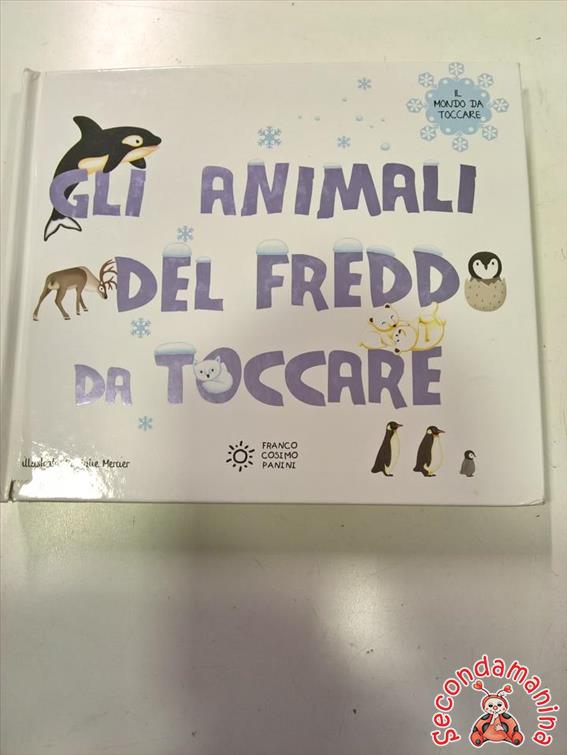 IL
MONDO DA
TOCCARE
GLI ANIMALI
DEL FREDDO
DA TOCCARE
FRANCO
COSIMO
PANINI
Mercier
Secondamanina